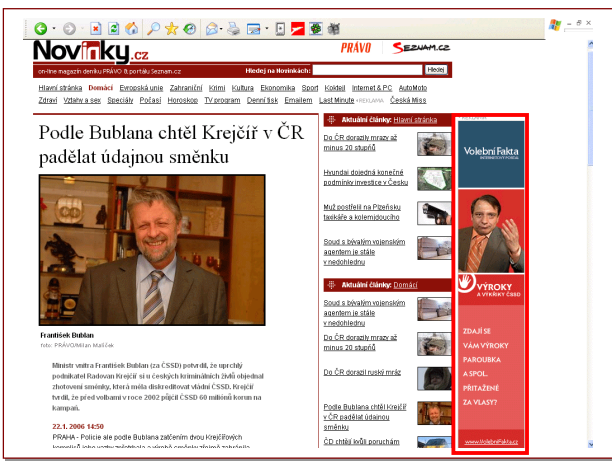 Novinky.cz
PRÁVO
SEZNAM.CZ
on-line magazín deníku PRÁVO & portálu Seznam.cz
Hledej na Novinkách:
Hledej
Hlavní stránka Domácí Evropská unie Zahraniční Krimi Kultura Ekonomika Sport Koktejl Internet & PC AutoMoto
Zdraví Vztahy a sex Speciály Počasí Horoskop TV program Denní tisk Emailem Last Minute •REKLAMA Česká Miss
Podle Bublana chtěl Krejčíř v ČR
padělat údajnou směnku
František Bublan
foto: PRÁVO/Milan Malíček
Ministr vnitra František Bublan (za ČSSD) potvrdil, že uprchlý
podnikatel Radovan Krejčíř si u českých kriminálních živlů objednal
zhotovení směnky, která měla diskreditovat vládní ČSSD. Krejčíř
tvrdil, že před volbami v roce 2002 půjčil ČSSD 60 miliónů korun na
kampaň.
22.1. 2006 14:50
PRAHA - Policie ale podle Bublana zatčením dvou Krejčířových
Aktuální články: Hlavní stránka
Do ČR dorazily mrazy až
minus 20 stupňů
Hyundai dojedná konečné
podmínky investice v Česku
Muž postřelil na Plzeňsku
taxikáře a kolemjdoucího
Soud s bývalým vojenským
agentem je stále
v nedohlednu
Aktuální články: Domácí
Soud s bývalým vojenským
agentem je stále
v nedohlednu
Do ČR dorazily mrazy až
minus 20 stupňů
Do ČR dorazil ruský mráz
Podle Bublana chtěl Krejčíř
v ČR padělat údajnou
směnku
ČD chtějí kvůli poruchám
Volební Fakta
INTERNETOVÝ PORTÁL
VÝROKY
A VÝKŘIKY ČSSD
ZDAJÍ SE
VÁM VÝROKY
PAROUBKA
A SPOL.
PŘITAŽENÉ
ZA VLASY?
www.VolebniFakta.cz